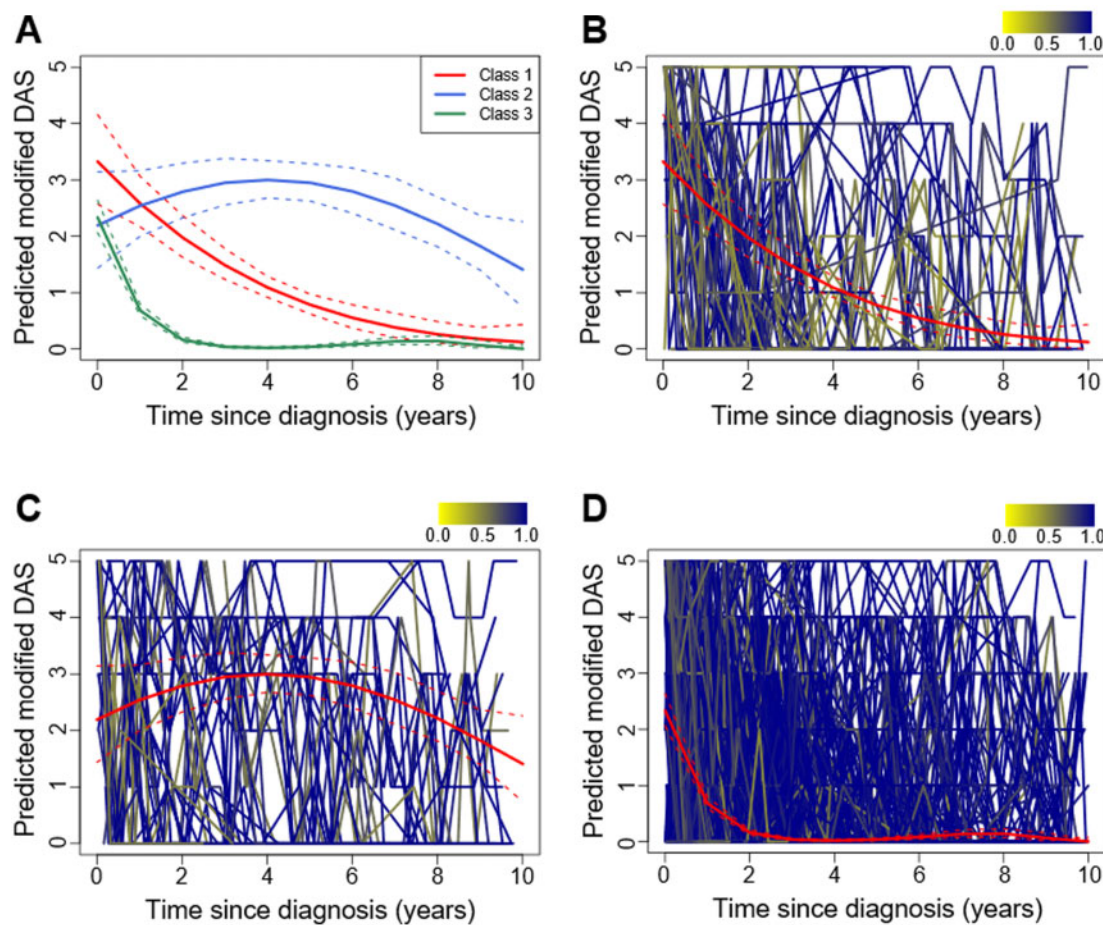 A
Class 1
Class 2
Class 3
Predicted modified DAS
5
4
3
2
1
0
0 2 4 6 8 10
Time since diagnosis (years)
B
0.0 0.5 1.0
Predicted modified DAS
5
4
3
2
1
0
0 2 4 6 8 10
Time since diagnosis (years)
C
0.0 0.5 1.0
Predicted modified DAS
5
4
3
2
1
0
0 2 4 6 8 10
Time since diagnosis (years)
D
0.0 0.5 1.0
Predicted modified DAS
5
4
3
2
1
0
0 2 4 6 8 10
Time since diagnosis (years)